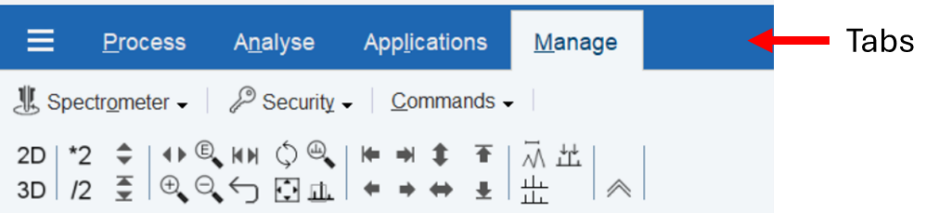 Process Analyse Applications Manage Tabs
Spectrometer Security Commands
2D *2 E
3D /2